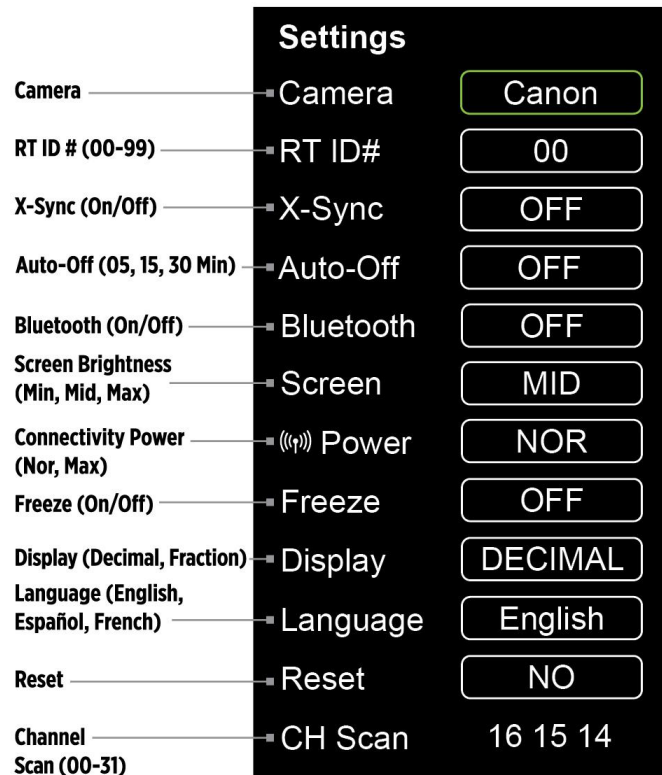 Settings
Camera Camera Canon
RT ID # (00-99) RT ID# 00
X-Sync (On/Off) X-Sync OFF
Auto-Off (05, 15, 30 Min) Auto-Off OFF
Bluetooth (On/Off) Bluetooth OFF
Screen Brightness
(Min, Mid, Max) Screen MID
Connectivity Power
(Nor, Max) Power NOR
Freeze (On/Off) Freeze OFF
Display (Decimal, Fraction) Display DECIMAL
Language (English,
Español, French) Language English
Reset Reset NO
Channel
Scan (00-31) CH Scan 16 15 14